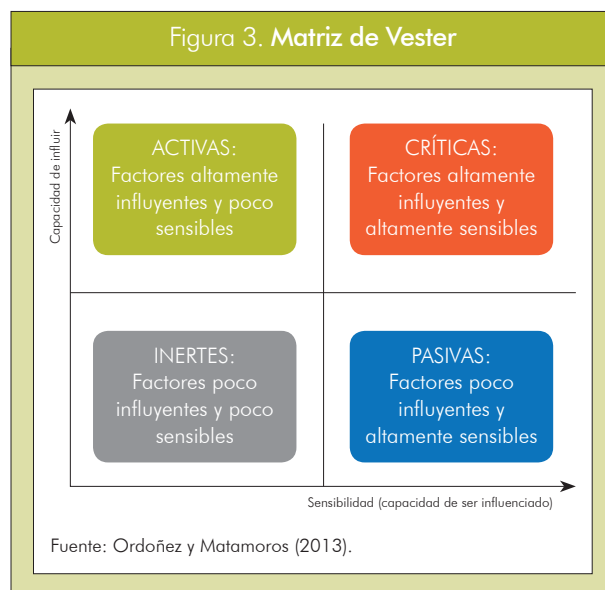 Figura 3. Matriz de Vester
Capacidad de influir
ACTIVAS:
Factores altamente
influyentes y poco
sensibles
CRÍTICAS:
Factores altamente
influyentes y
altamente sensibles
INERTES:
Factores poco
influyentes y poco
sensibles
PASIVAS:
Factores poco
influyentes y
altamente sensibles
Sensibilidad (capacidad de ser influenciado)
Fuente: Ordoñez y Matamoros (2013).